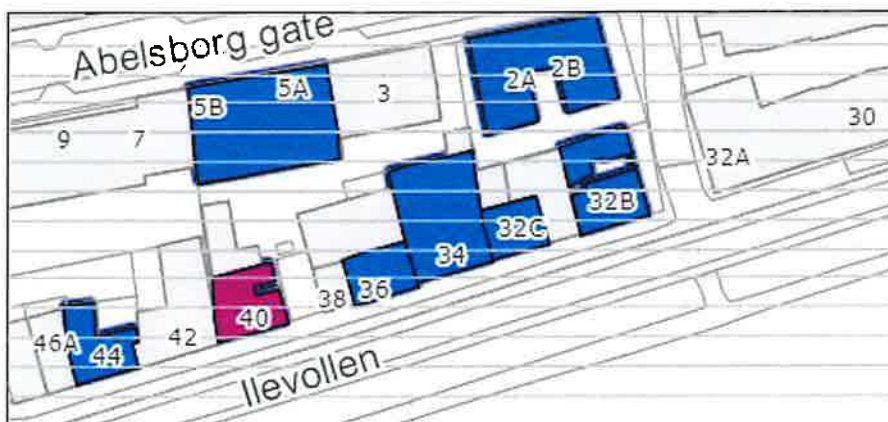 Abelsborg gate
5B
5A
3
2A
2B
9
7
30
32A
32B
32C
34
36
38
40
42
44
46A
Ilevollen